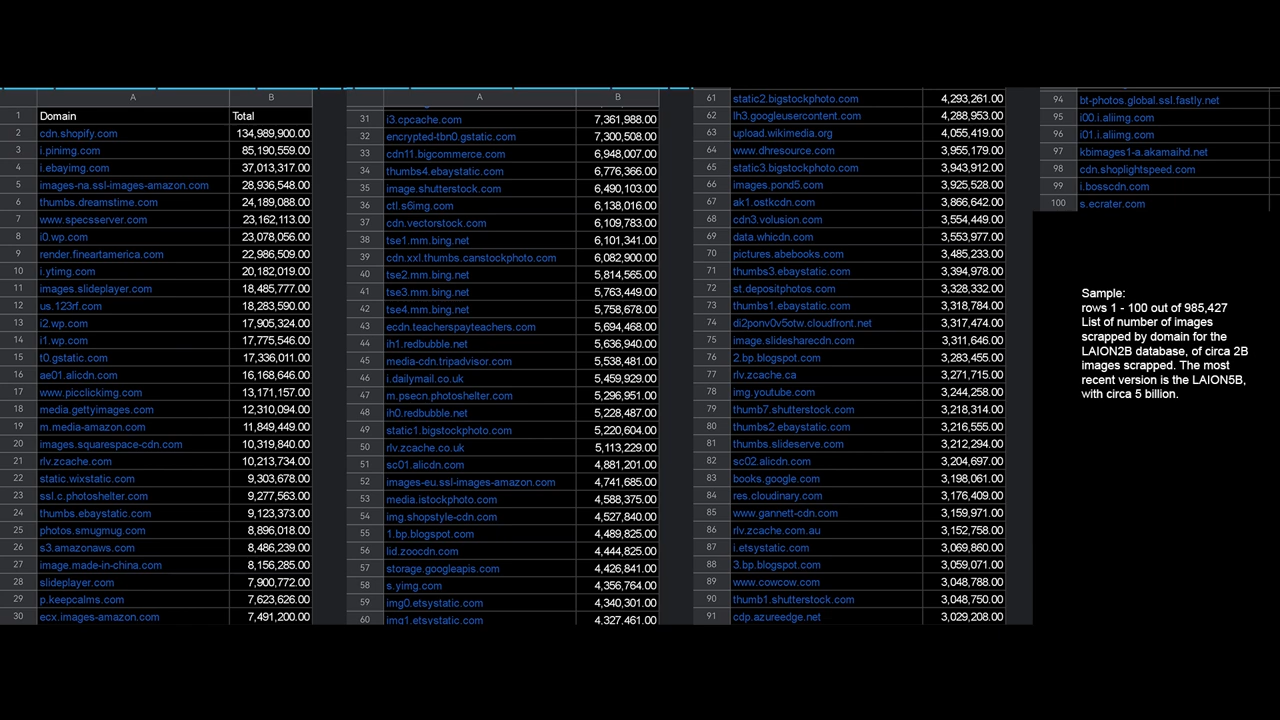 A B
1 Domain Total
2 cdn.shopify.com 134,989,900.00
3 i.pinimg.com 85,190,559.00
4 i.ebayimg.com 37,013,317.00
5 images-na.ssl-images-amazon.com 28,936,548.00
6 thumbs.dreamstime.com 24,189,088.00
7 www.specsserver.com 23,162,113.00
8 i0.wp.com 23,078,056.00
9 render.fineartamerica.com 22,986,509.00
10 i.ytimg.com 20,182,019.00
11 images.slideplayer.com 18,485,777.00
12 us.123rf.com 18,283,590.00
13 i2.wp.com 17,905,324.00
14 i1.wp.com 17,775,546.00
15 t0.gstatic.com 17,336,011.00
16 ae01.alicdn.com 16,168,646.00
17 www.picclickimg.com 13,171,157.00
18 media.gettyimages.com 12,310,094.00
19 m.media-amazon.com 11,849,449.00
20 images.squarespace-cdn.com 10,319,840.00
21 rlv.zcache.com 10,213,734.00
22 static.wixstatic.com 9,303,678.00
23 ssl.c.photoshelter.com 9,277,563.00
24 thumbs.ebaystatic.com 9,123,373.00
25 photos.smugmug.com 8,896,018.00
26 s3.amazonaws.com 8,486,239.00
27 image.made-in-china.com 8,156,285.00
28 slideplayer.com 7,900,772.00
29 p.keepcalms.com 7,623,626.00
30 ecx.images-amazon.com 7,491,200.00
A B
31 i3.cpcache.com 7,361,988.00
32 encrypted-tbn0.gstatic.com 7,300,508.00
33 cdn11.bigcommerce.com 6,948,007.00
34 thumbs4.ebaystatic.com 6,776,366.00
35 image.shutterstock.com 6,490,103.00
36 ctl.s6img.com 6,138,016.00
37 cdn.vectorstock.com 6,109,783.00
38 tse1.mm.bing.net 6,101,341.00
39 cdn.xxl.thumbs.canstockphoto.com 6,082,900.00
40 tse2.mm.bing.net 5,814,565.00
41 tse3.mm.bing.net 5,763,449.00
42 tse4.mm.bing.net 5,758,678.00
43 ecdn.teacherspayteachers.com 5,694,468.00
44 ih1.redbubble.net 5,636,940.00
45 media-cdn.tripadvisor.com 5,538,481.00
46 i.dailymail.co.uk 5,459,929.00
47 m.psecn.photoshelter.com 5,296,951.00
48 ih0.redbubble.net 5,228,487.00
49 static1.bigstockphoto.com 5,220,604.00
50 rlv.zcache.co.uk 5,113,229.00
51 sc01.alicdn.com 4,881,201.00
52 images-eu.ssl-images-amazon.com 4,741,685.00
53 media.istockphoto.com 4,588,375.00
54 img.shopstyle-cdn.com 4,527,840.00
55 1.bp.blogspot.com 4,489,825.00
56 lid.zoocdn.com 4,444,825.00
57 storage.googleapis.com 4,426,841.00
58 s.yimg.com 4,356,764.00
59 img0.etsystatic.com 4,340,301.00
60 img1.etsystatic.com 4,327,461.00
61 static2.bigstockphoto.com 4,293,261.00
62 lh3.googleusercontent.com 4,288,953.00
63 upload.wikimedia.org 4,055,419.00
64 www.dhresource.com 3,955,179.00
65 static3.bigstockphoto.com 3,943,912.00
66 images.pond5.com 3,925,528.00
67 ak1.ostkcdn.com 3,866,642.00
68 cdn3.volusion.com 3,554,449.00
69 data.whicdn.com 3,553,977.00
70 pictures.abebooks.com 3,485,233.00
71 thumbs3.ebaystatic.com 3,394,978.00
72 st.depositphotos.com 3,328,332.00
73 thumbs1.ebaystatic.com 3,318,784.00
74 di2ponv0v5otw.cloudfront.net 3,317,474.00
75 image.slidesharecdn.com 3,311,646.00
76 2.bp.blogspot.com 3,283,455.00
77 rlv.zcache.ca 3,271,715.00
78 img.youtube.com 3,244,258.00
79 thumb7.shutterstock.com 3,218,314.00
80 thumbs2.ebaystatic.com 3,216,555.00
81 thumbs.slideserve.com 3,212,294.00
82 sc02.alicdn.com 3,204,697.00
83 books.google.com 3,198,061.00
84 res.cloudinary.com 3,176,409.00
85 www.gannett-cdn.com 3,159,971.00
86 rlv.zcache.com.au 3,152,758.00
87 i.etsystatic.com 3,069,860.00
88 3.bp.blogspot.com 3,059,071.00
89 www.cowcow.com 3,048,788.00
90 thumb1.shutterstock.com 3,048,750.00
91 cdp.azureedge.net 3,029,208.00
94 bt-photos.global.ssl.fastly.net
95 i00.i.aliimg.com
96 i01.i.aliimg.com
97 kbimages1-a.akamaihd.net
98 cdn.shoplightspeed.com
99 i.bosscdn.com
100 s.ecrater.com
Sample:
rows 1 - 100 out of 985,427
List of number of images
scrapped by domain for the
LAION2B database, of circa 2B
images scrapped. The most
recent version is the LAION5B,
with circa 5 billion.